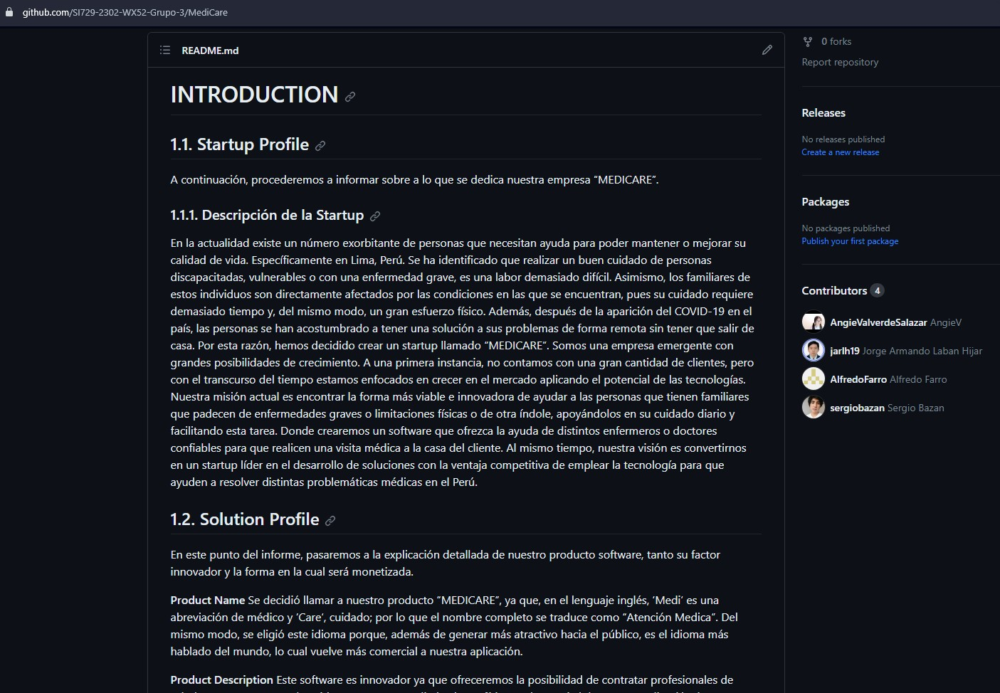 github.com/SI729-2302-WX52-Grupo-3/MediCare
README.md
INTRODUCTION
1.1. Startup Profile
A continuación, procederemos a informar sobre a lo que se dedica nuestra empresa “MEDICARE”.
1.1.1. Descripción de la Startup
En la actualidad existe un número exorbitante de personas que necesitan ayuda para poder mantener o mejorar su
calidad de vida. Específicamente en Lima, Perú. Se ha identificado que realizar un buen cuidado de personas
discapacitadas, vulnerables o con una enfermedad grave, es una labor demasiado difícil. Asimismo, los familiares de
estos individuos son directamente afectados por las condiciones en las que se encuentran, pues su cuidado requiere
demasiado tiempo y, del mismo modo, un gran esfuerzo físico. Además, después de la aparición del COVID-19 en el
país, las personas se han acostumbrado a tener una solución a sus problemas de forma remota sin tener que salir de
casa. Por esta razón, hemos decidido crear un startup llamado “MEDICARE”. Somos una empresa emergente con
grandes posibilidades de crecimiento. A una primera instancia, no contamos con una gran cantidad de clientes, pero
con el transcurso del tiempo estamos enfocados en crecer en el mercado aplicando el potencial de las tecnologías.
Nuestra misión actual es encontrar la forma más viable e innovadora de ayudar a las personas que tienen familiares
que padecen de enfermedades graves o limitaciones físicas o de otra índole, apoyándolos en su cuidado diario y
facilitando esta tarea. Donde crearemos un software que ofrezca la ayuda de distintos enfermeros o doctores
confiables para que realicen una visita médica a la casa del cliente. Al mismo tiempo, nuestra visión es convertirnos
en un startup líder en el desarrollo de soluciones con la ventaja competitiva de emplear la tecnología para que
ayuden a resolver distintas problemáticas médicas en el Perú.
1.2. Solution Profile
En este punto del informe, pasaremos a la explicación detallada de nuestro producto software, tanto su factor
innovador y la forma en la cual será monetizada.
Product Name Se decidió llamar a nuestro producto “MEDICARE”, ya que, en el lenguaje inglés, ‘Medi’ es una
abreviación de médico y ‘Care’, cuidado; por lo que el nombre completo se traduce como “Atención Medica”. Del
mismo modo, se eligió este idioma porque, además de generar más atractivo hacia el público, es el idioma más
hablado del mundo, lo cual vuelve más comercial a nuestra aplicación.
Product Description Este software es innovador ya que ofreceremos la posibilidad de contratar profesionales de
0 forks
Report repository
Releases
No releases published
Create a new release
Packages
No packages published
Publish your first package
Contributors 4
AngieValverdeSalazar AngieV
jarlh19 Jorge Armando Laban Hijar
AlfredoFarro Alfredo Farro
sergiobazan Sergio Bazan